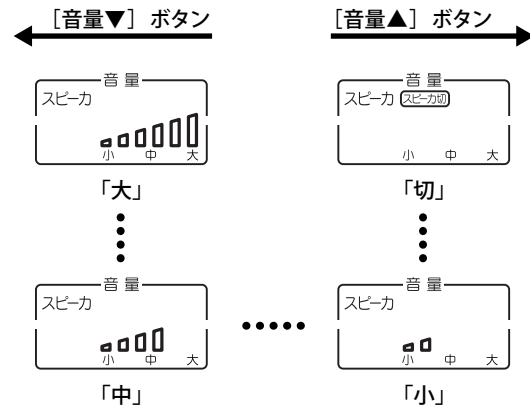 ［音量▼］ ボタン
［音量▲］ ボタン
音量
スピーカ
小 中 大
「大」
音量
スピーカ スピーカ切
小 中 大
「切」
音量
スピーカ
小 中 大
「中」
音量
スピーカ
小 中 大
「小」